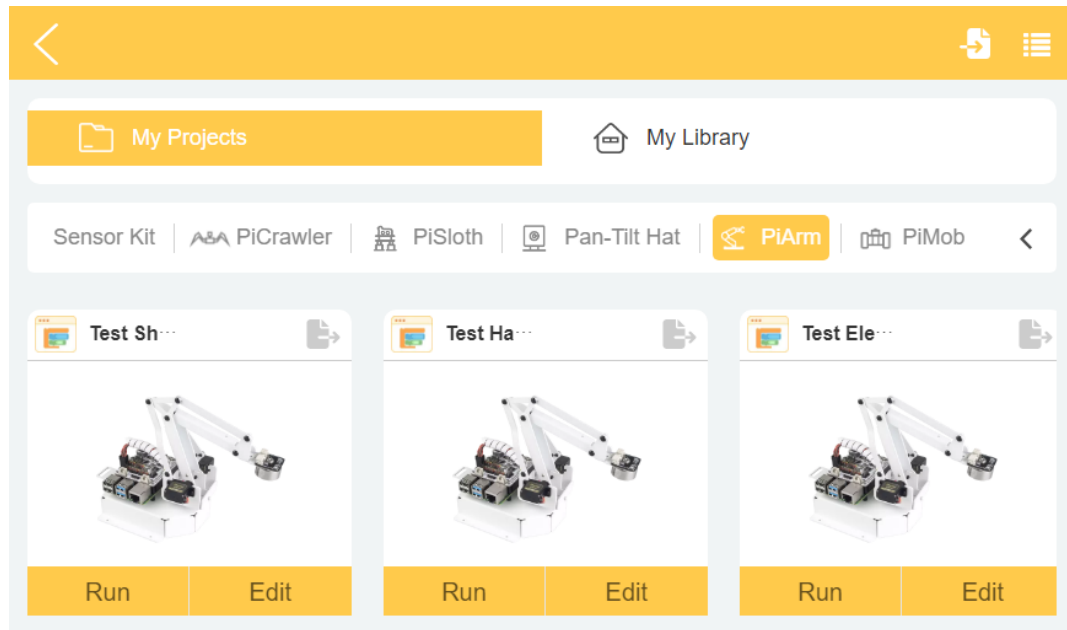 My Projects
My Library
Sensor Kit PiCrawler PiSloth Pan-Tilt Hat PiArm PiMob
Test Sh··· Test Ha··· Test Ele···
Run Edit Run Edit Run Edit